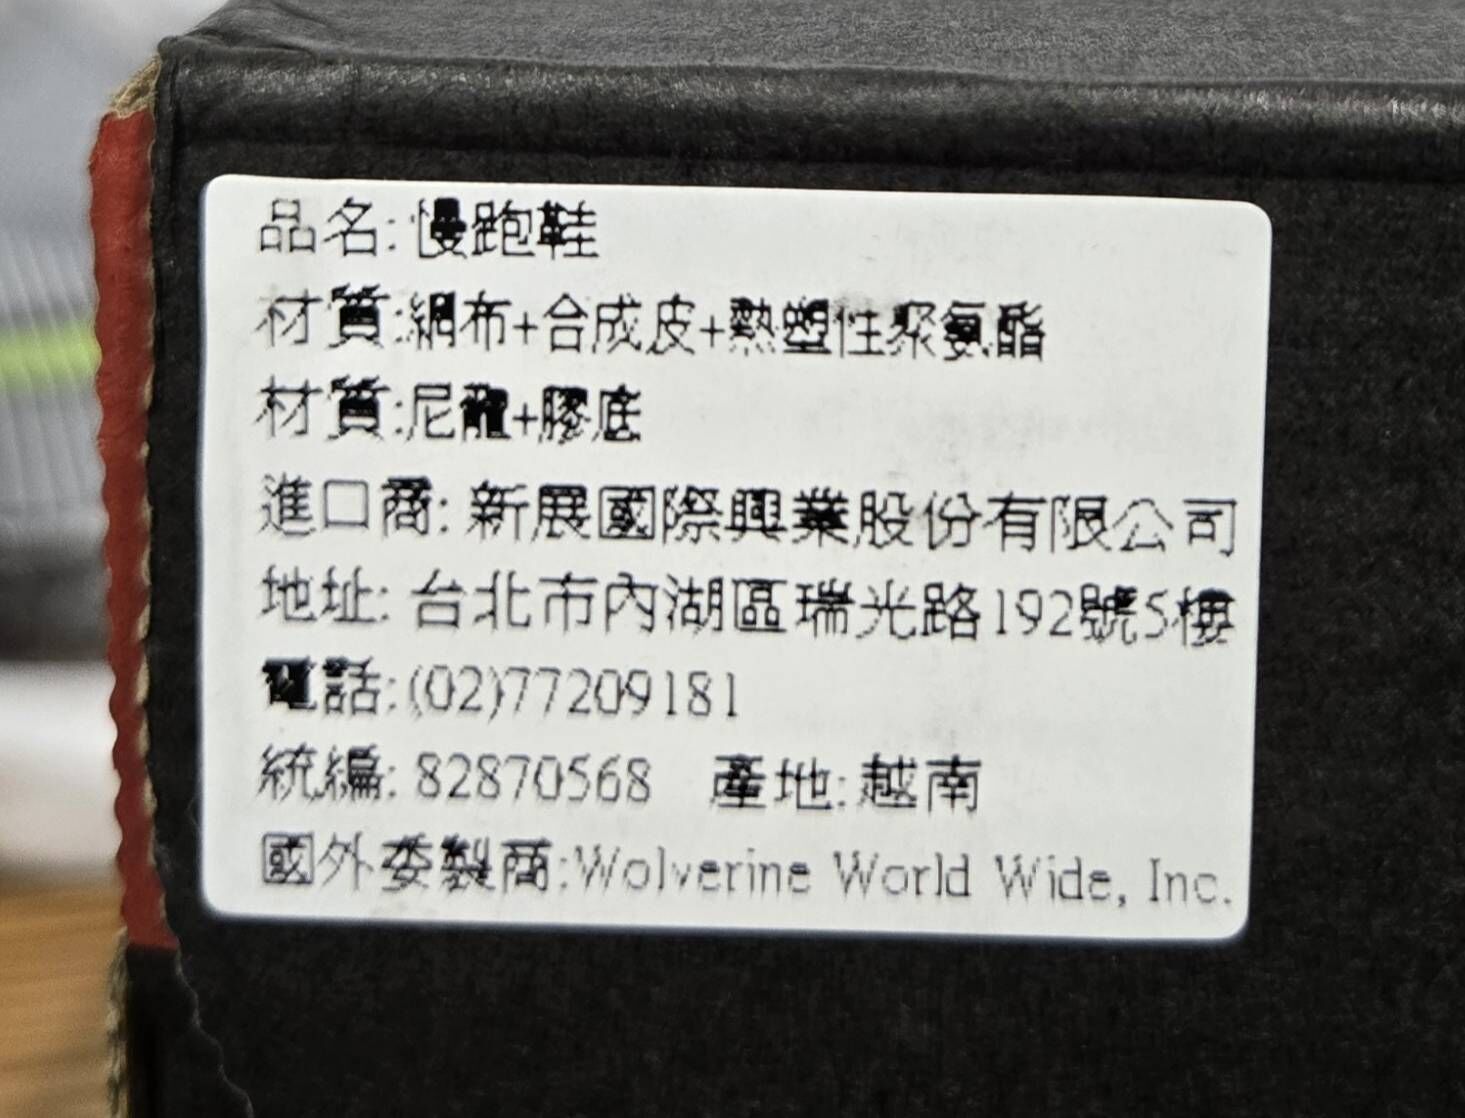 品名: 慢跑鞋
材質:網布+合成皮+熱塑性聚氨酯
材質:尼龍+膠底
進口商: 新展國際興業股份有限公司
地址: 台北市內湖區瑞光路192號5樓
電話:(02)77209181
統編: 82870568 產地:越南
國外委製商:Wolverine World Wide, Inc.